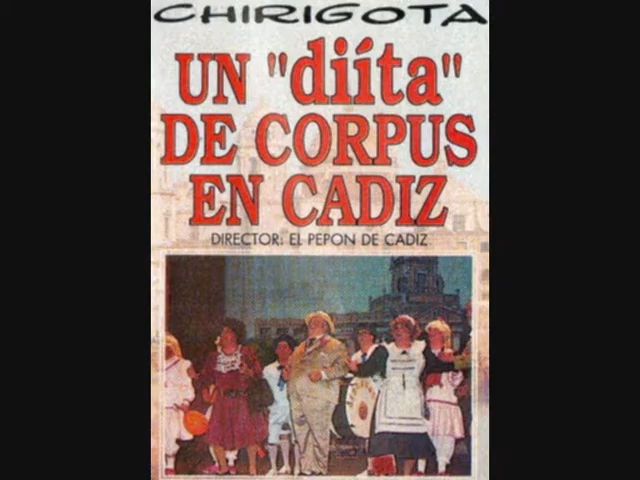 CHIRIGOTA
UN "diíta"
DE CORPUS
EN CADIZ
DIRECTOR: EL PEPON DE CADIZ